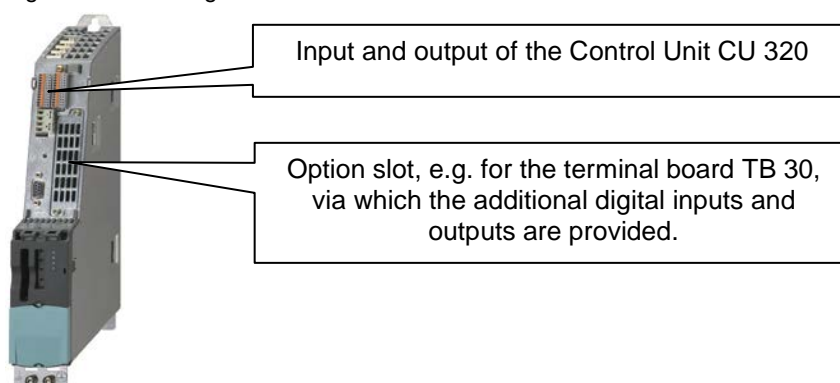 Input and output of the Control Unit CU 320
Option slot, e.g. for the terminal board TB 30,
via which the additional digital inputs and
outputs are provided.